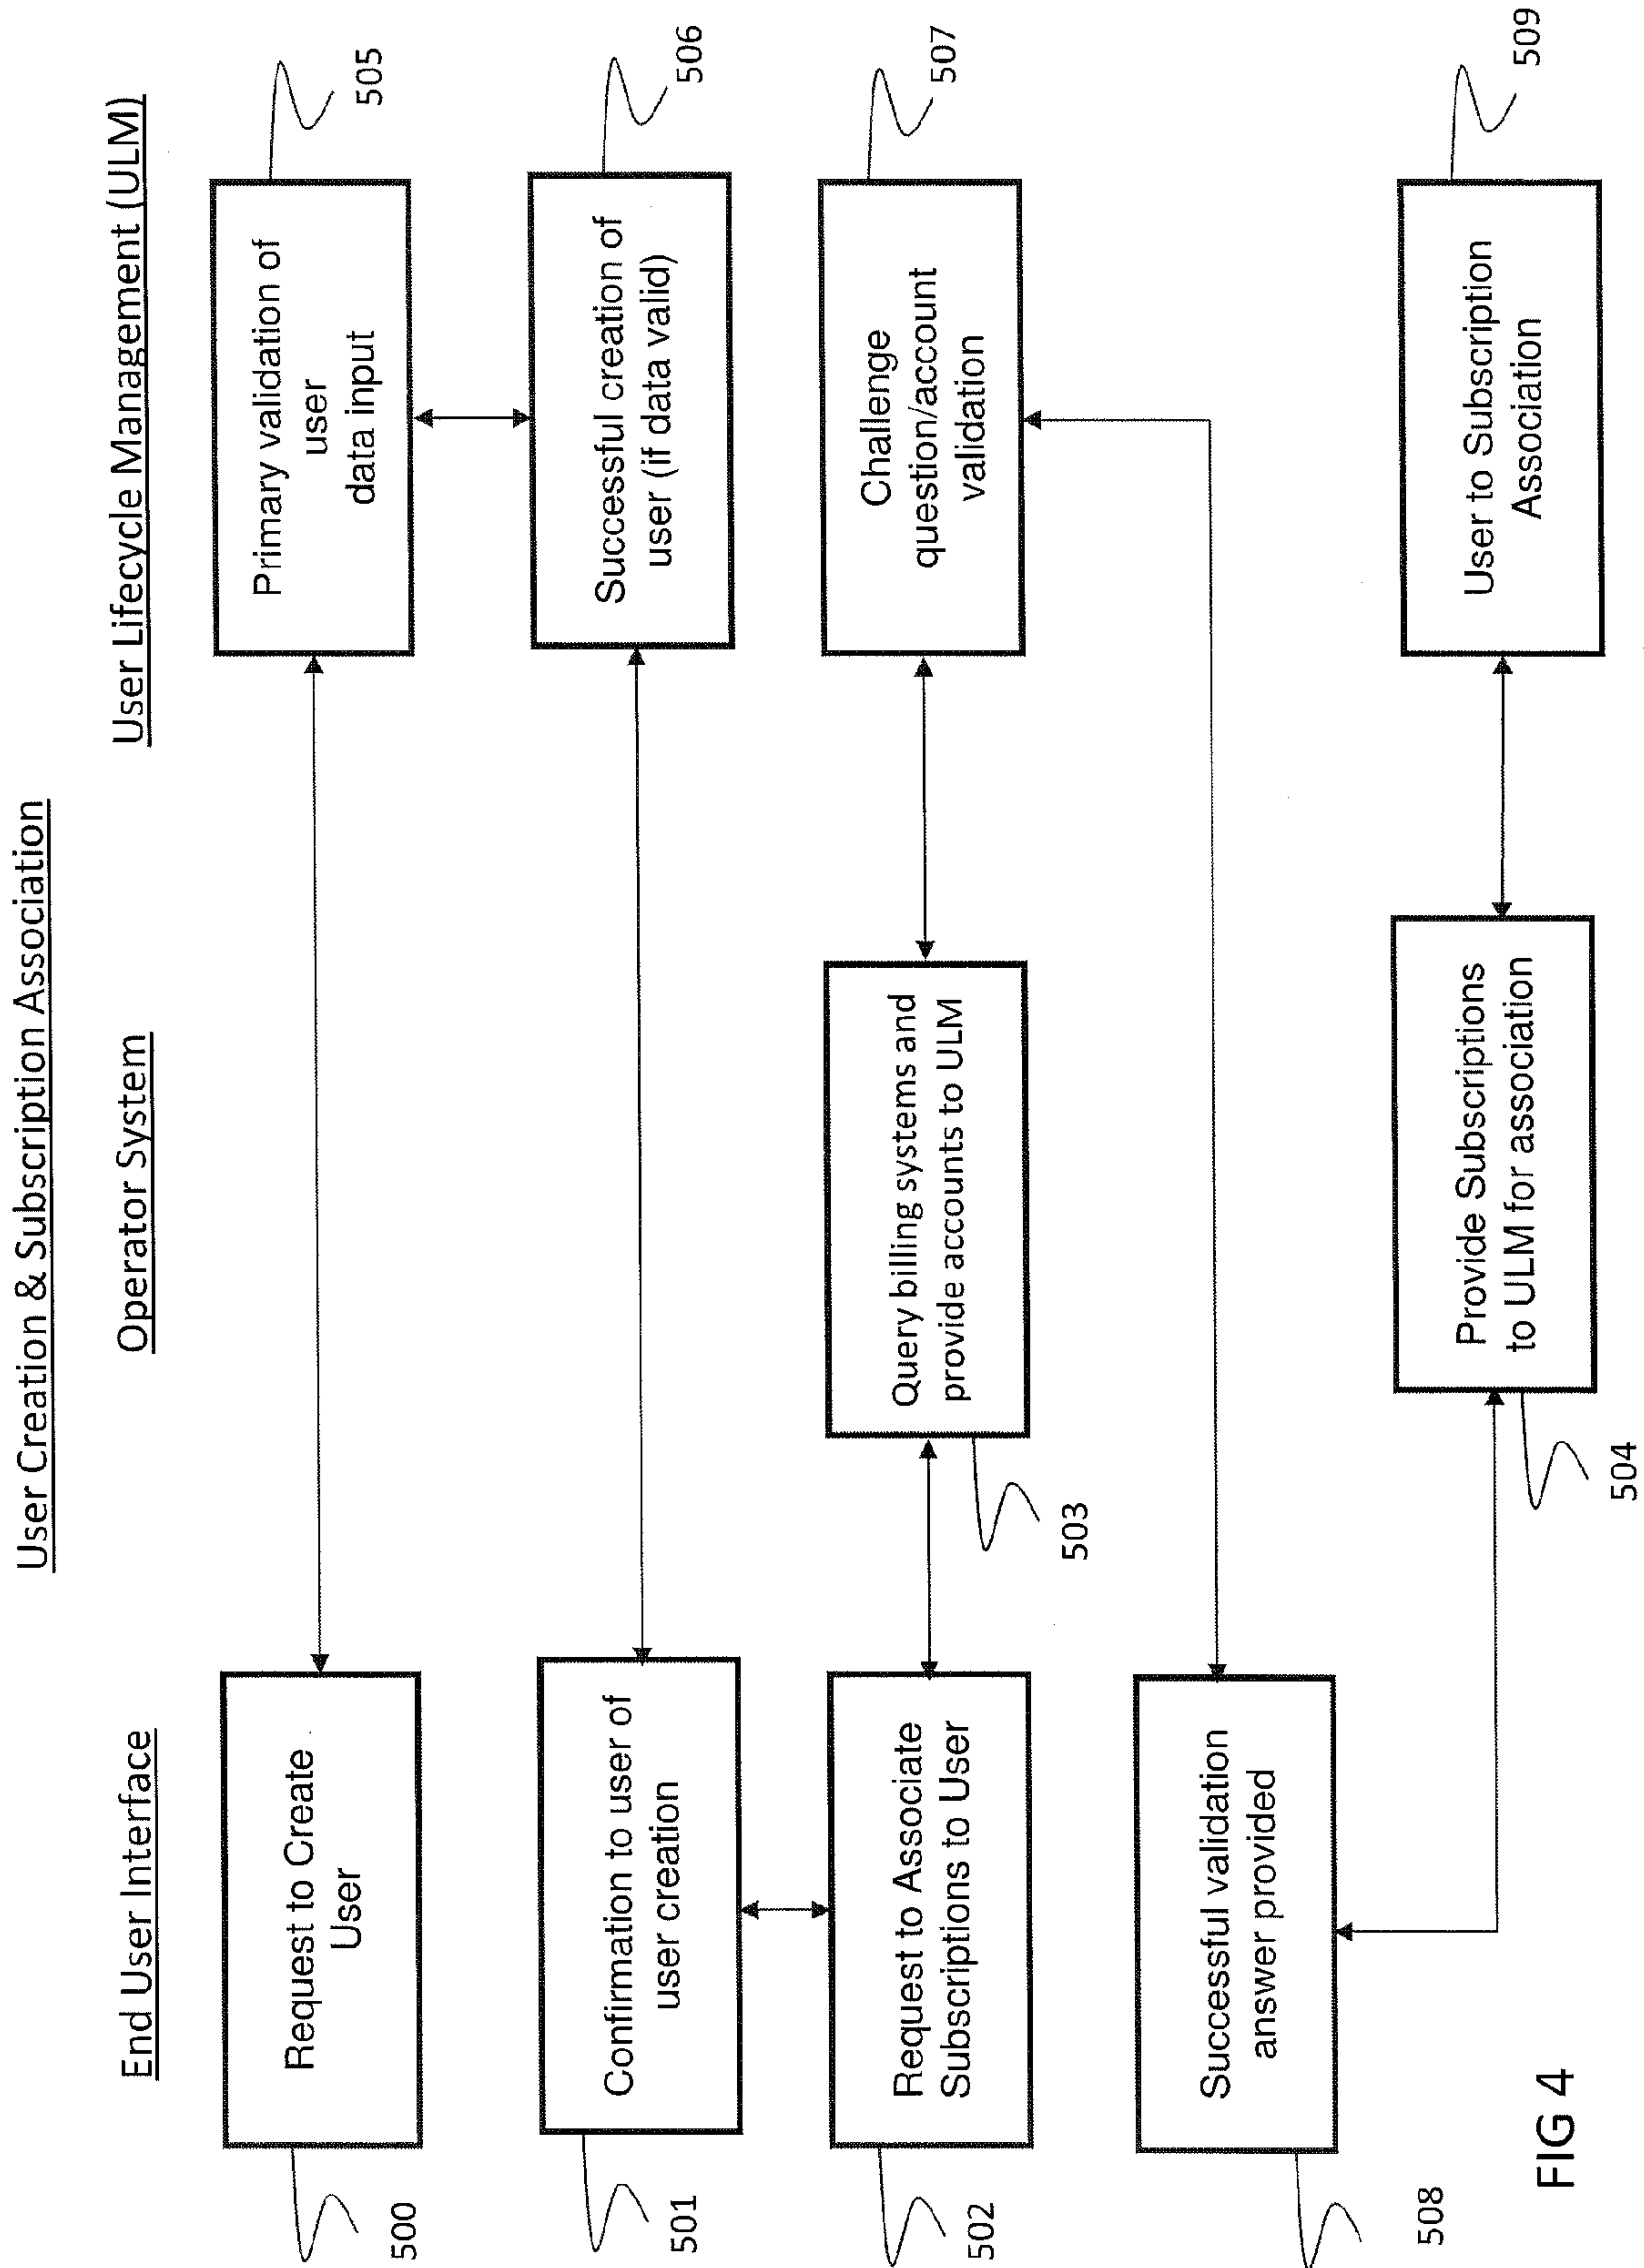 User Creation & Subscription Association
End User Interface
Operator System
User Lifecycle Management (ULM)
500
Request to Create
User
Primary validation of
user
data input
505
501
Confirmation to user of
user creation
Successful creation of
user (if data valid)
506
502
Request to Associate
Subscriptions to User
503
Query billing systems and
provide accounts to ULM
Challenge
question/account
validation
507
508
Successful validation
answer provided
504
Provide Subscriptions
to ULM for association
User to Subscription
Association
509
FIG 4